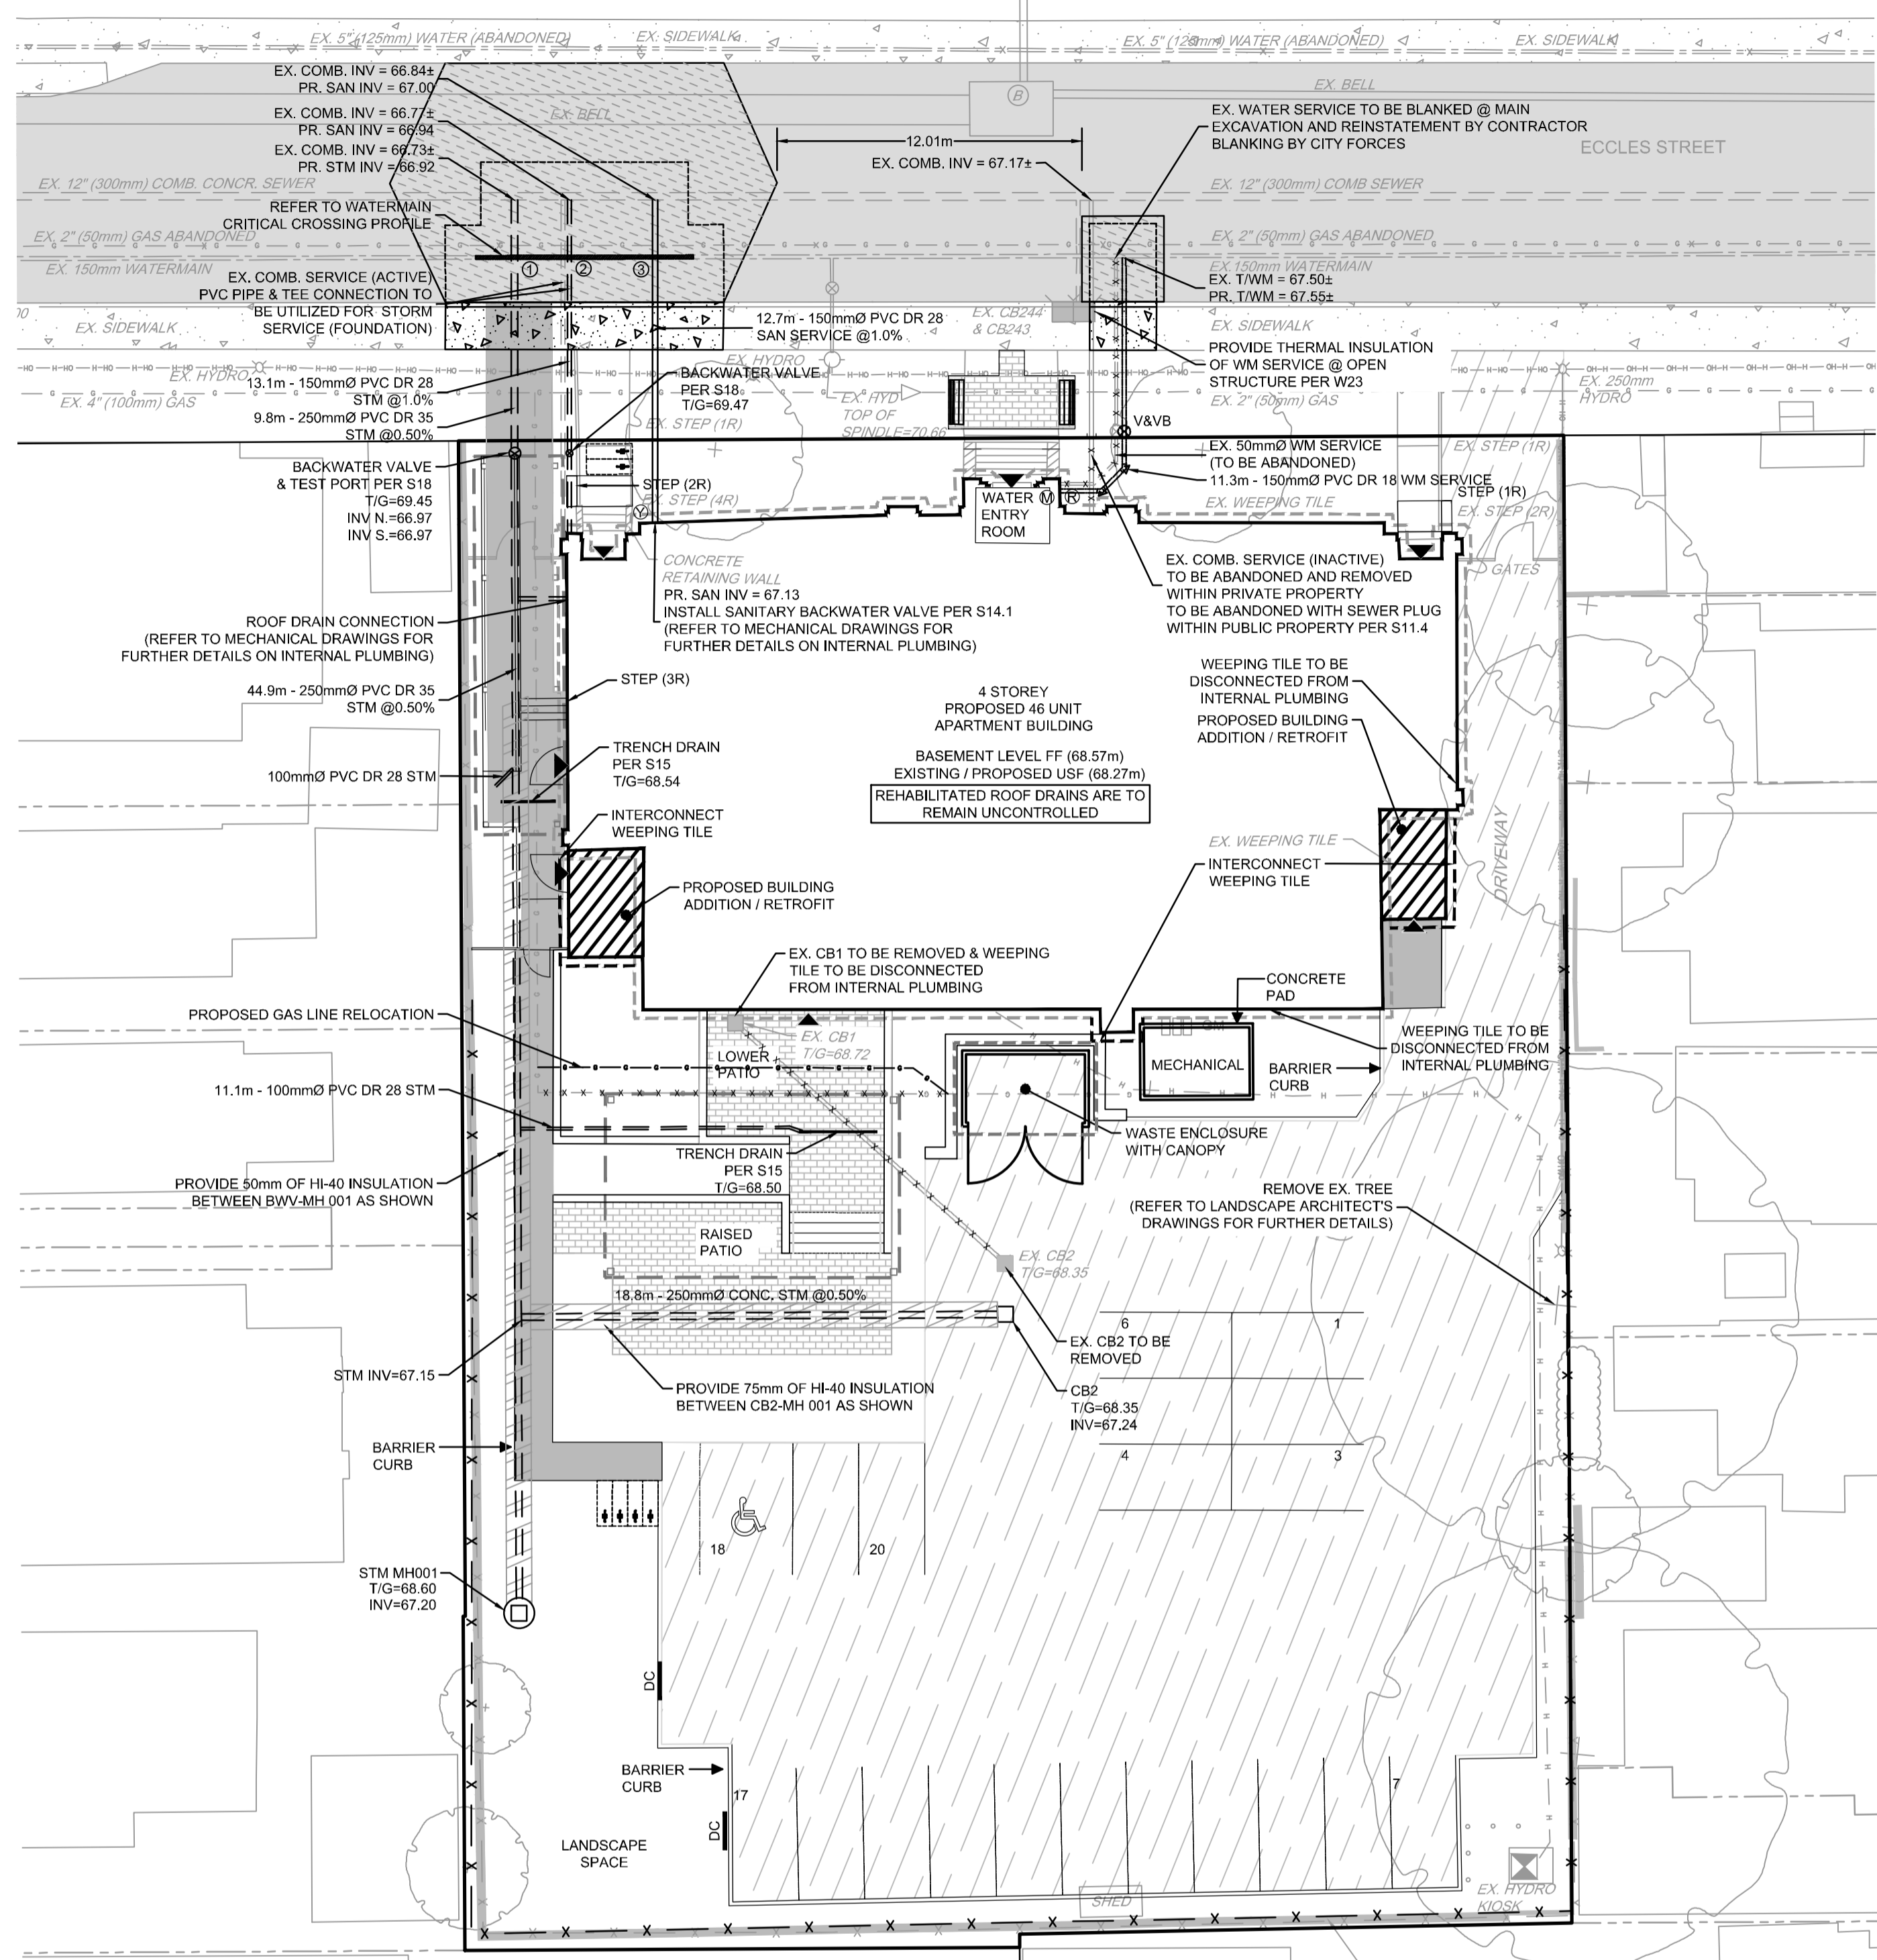 EX. 5" (125mm) WATER (ABANDONED)
EX. SIDEWALK
EX. 5" (125mm) WATER (ABANDONED)
EX. SIDEWALK
EX. COMB. INV = 66.84±
PR. SAN INV = 67.00
EX. COMB. INV = 66.77±
PR. SAN INV = 66.94
EX. COMB. INV = 66.73±
PR. STM INV = 66.92
EX. BELL
B
EX. BELL
EX. WATER SERVICE TO BE BLANKED @ MAIN
EXCAVATION AND REINSTATEMENT BY CONTRACTOR
BLANKING BY CITY FORCES
12.01m
EX. COMB. INV = 67.17±
ECCLES STREET
EX. 12" (300mm) COMB. CONCR. SEWER
EX. 12" (300mm) COMB SEWER
REFER TO WATERMAIN
CRITICAL CROSSING PROFILE
EX. 2" (50mm) GAS ABANDONED
EX. 2" (50mm) GAS ABANDONED
EX. 150mm WATERMAIN
EX.150mm WATERMAIN
1
2
3
EX. T/WM = 67.50±
PR. T/WM = 67.55±
EX. COMB. SERVICE (ACTIVE)
PVC PIPE & TEE CONNECTION TO
BE UTILIZED FOR STORM
SERVICE (FOUNDATION)
EX. SIDEWALK
12.7m - 150mmØ PVC DR 28
SAN SERVICE @1.0%
EX. CB244
& CB243
EX. SIDEWALK
PROVIDE THERMAL INSULATION
OF WM SERVICE @ OPEN
STRUCTURE PER W23
EX. HYDRO
EX. HYDRO
13.1m - 150mmØ PVC DR 28
STM @1.0%
9.8m - 250mmØ PVC DR 35
STM @0.50%
EX. 4" (100mm) GAS
BACKWATER VALVE
PER S18
T/G=69.47
EX. HYD
TOP OF
SPINDLE=70.66
EX. 2" (50mm) GAS
EX. 250mm
HYDRO
V&VB
EX. STEP (1R)
EX. STEP (1R)
BACKWATER VALVE
& TEST PORT PER S18
T/G=69.45
INV N.=66.97
INV S.=66.97
EX. 50mmØ WM SERVICE
(TO BE ABANDONED)
11.3m - 150mmØ PVC DR 18 WM SERVICE
STEP (2R)
EX. STEP (4R)
Y
WATER
ENTRY
ROOM
M
R
EX. WEEPING TILE
STEP (1R)
EX. STEP (2R)
CONCRETE
RETAINING WALL
PR. SAN INV = 67.13
INSTALL SANITARY BACKWATER VALVE PER S14.1
(REFER TO MECHANICAL DRAWINGS FOR
FURTHER DETAILS ON INTERNAL PLUMBING)
EX. COMB. SERVICE (INACTIVE)
TO BE ABANDONED AND REMOVED
WITHIN PRIVATE PROPERTY
TO BE ABANDONED WITH SEWER PLUG
WITHIN PUBLIC PROPERTY PER S11.4
GATES
ROOF DRAIN CONNECTION
(REFER TO MECHANICAL DRAWINGS FOR
FURTHER DETAILS ON INTERNAL PLUMBING)
44.9m - 250mmØ PVC DR 35
STM @0.50%
STEP (3R)
4 STOREY
PROPOSED 46 UNIT
APARTMENT BUILDING
BASEMENT LEVEL FF (68.57m)
EXISTING / PROPOSED USF (68.27m)
REHABILITATED ROOF DRAINS ARE TO
REMAIN UNCONTROLLED
WEEPING TILE TO BE
DISCONNECTED FROM
INTERNAL PLUMBING
PROPOSED BUILDING
ADDITION / RETROFIT
100mmØ PVC DR 28 STM
TRENCH DRAIN
PER S15
T/G=68.54
INTERCONNECT
WEEPING TILE
EX. WEEPING TILE
INTERCONNECT
WEEPING TILE
DRIVEWAY
PROPOSED BUILDING
ADDITION / RETROFIT
EX. CB1 TO BE REMOVED & WEEPING
TILE TO BE DISCONNECTED
FROM INTERNAL PLUMBING
CONCRETE
PAD
PROPOSED GAS LINE RELOCATION
EX. CB1
T/G=68.72
GM
LOWER
PATIO
MECHANICAL
WEEPING TILE TO BE
DISCONNECTED FROM
INTERNAL PLUMBING
BARRIER
CURB
11.1m - 100mmØ PVC DR 28 STM
TRENCH DRAIN
PER S15
T/G=68.50
WASTE ENCLOSURE
WITH CANOPY
PROVIDE 50mm OF HI-40 INSULATION
BETWEEN BWV-MH 001 AS SHOWN
REMOVE EX. TREE
(REFER TO LANDSCAPE ARCHITECT'S
DRAWINGS FOR FURTHER DETAILS)
RAISED
PATIO
EX. CB2
T/G=68.35
18.8m - 250mmØ CONC. STM @0.50%
6
1
EX. CB2 TO BE
REMOVED
STM INV=67.15
PROVIDE 75mm OF HI-40 INSULATION
BETWEEN CB2-MH 001 AS SHOWN
CB2
T/G=68.35
INV=67.24
BARRIER
CURB
4
3
18
20
STM MH001
T/G=68.60
INV=67.20
DC
BARRIER
CURB
17
7
DC
LANDSCAPE
SPACE
SHED
EX. HYDRO
KIOSK